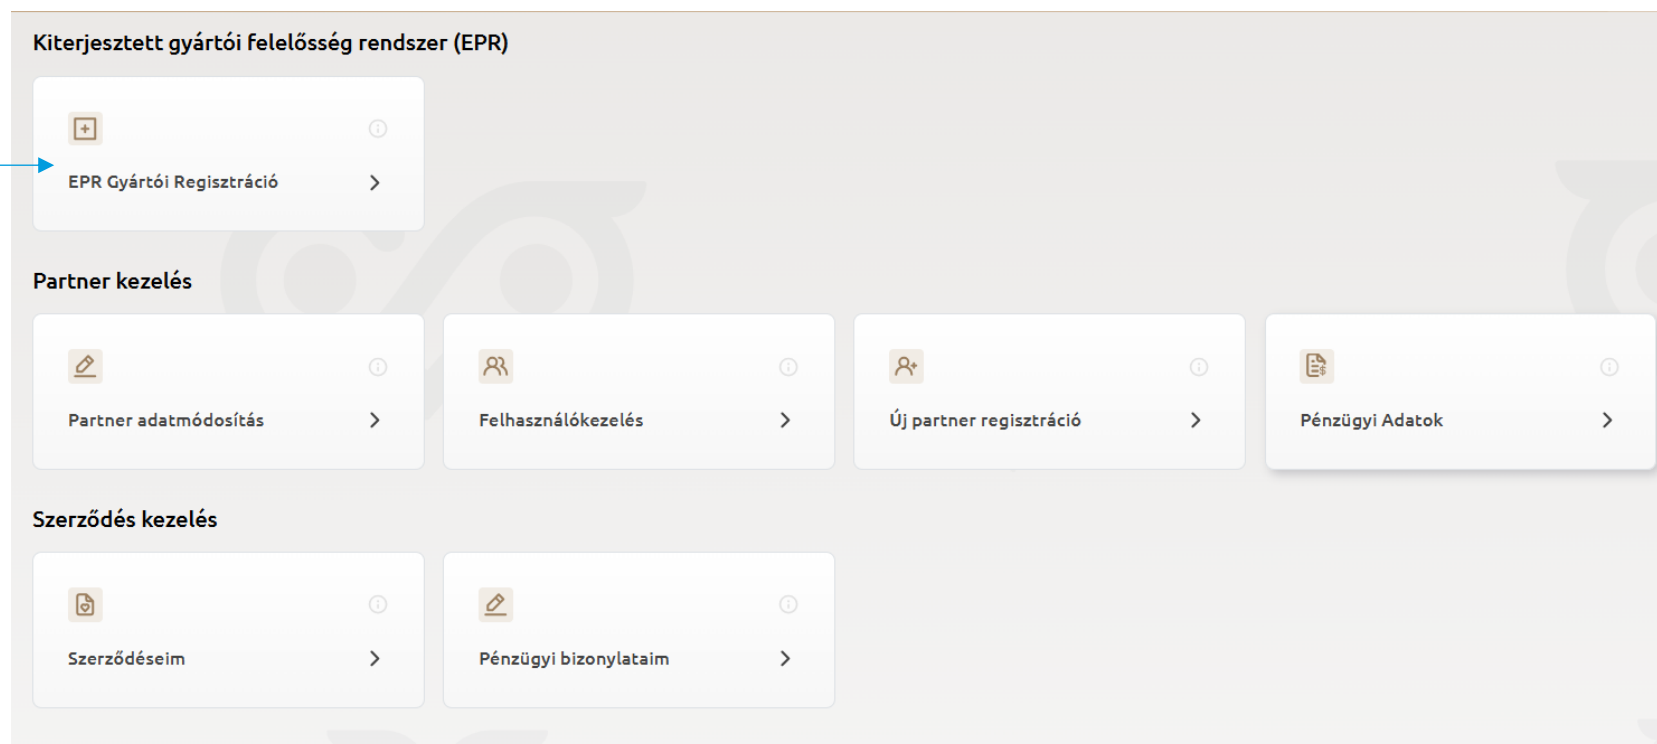 Kiterjesztett gyártói felelősség rendszer (EPR)
EPR Gyártói Regisztráció
Partner kezelés
Partner adatmódosítás
Felhasználókezelés
Új partner regisztráció
Pénzügyi Adatok
Szerződés kezelés
Szerződéseim
Pénzügyi bizonylataim